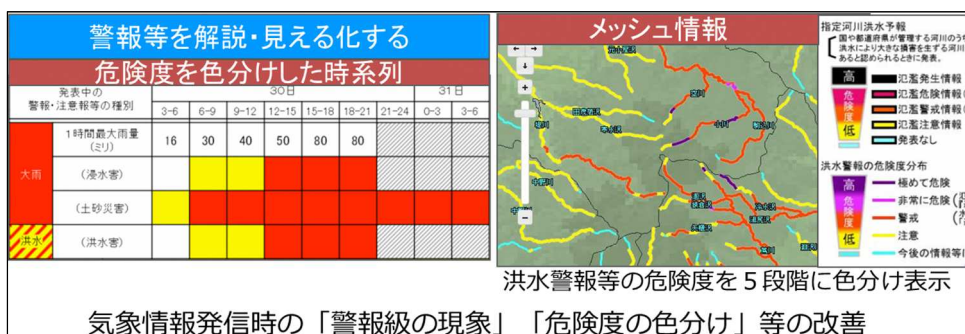 警報等を解説・見える化する
危険度を色分けした時系列
発表中の
警報・注意報等の種別
30日
31日
3-6
6-9
9-12
12-15
15-18
18-21
21-24
0-3
3-6
大雨
1時間最大雨量
(ミリ)
16
30
40
50
80
80
(浸水害)
(土砂災害)
洪水
(洪水害)
メッシュ情報
小川
堀川
指定河川洪水予報
国や都道府県が管理する河川のうち
洪水により大きな損害を生ずる河川
あると認められるときに発表。
高
危険度
低
氾濫発生情報
氾濫危険情報
氾濫警戒情報
氾濫注意情報
発表なし
洪水警報の危険度分布
高
危険度
低
極めて危険
非常に危険
警戒
注意
今後の情報等に
洪水警報等の危険度を5段階に色分け表示
気象情報発信時の「警報級の現象」「危険度の色分け」等の改善